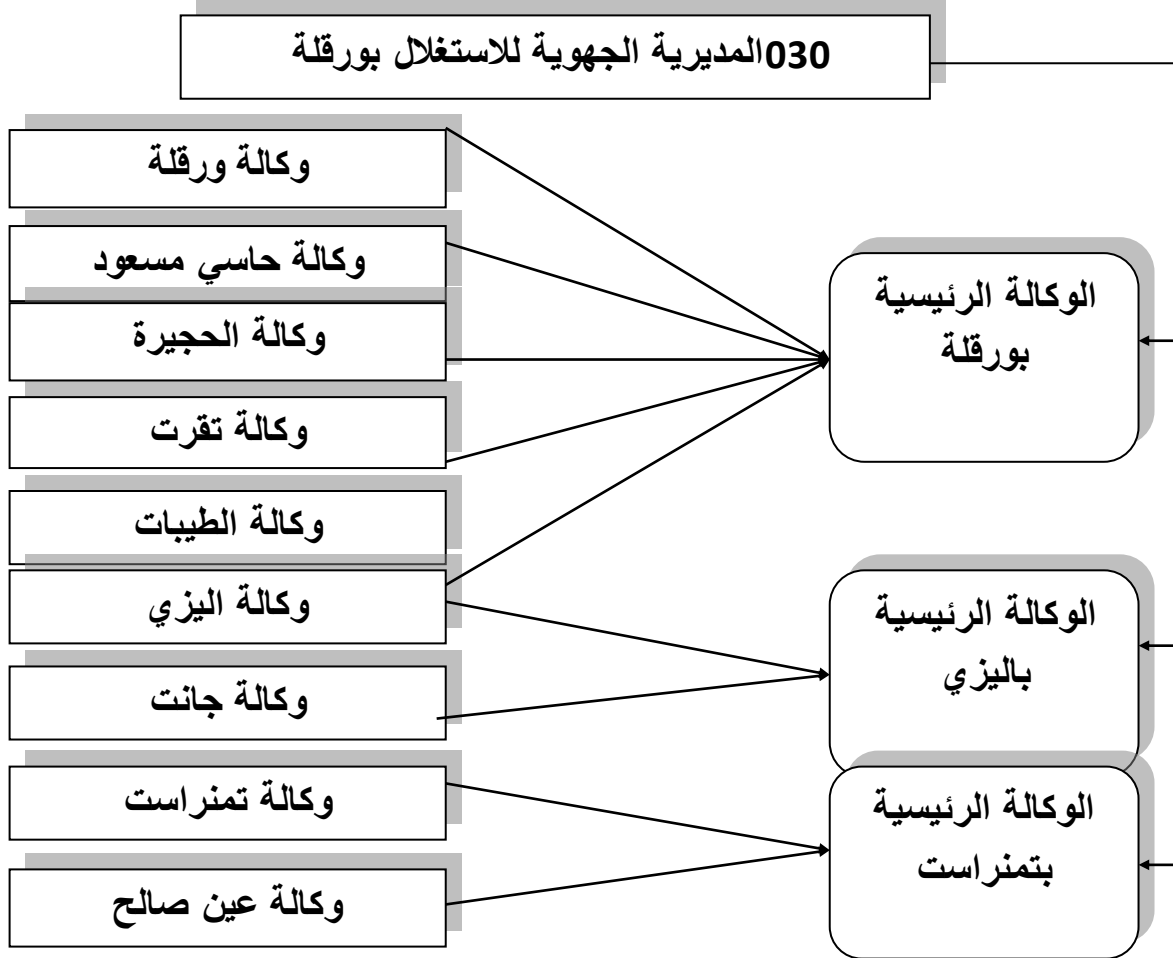 030المديرية الجهوية للاستغلال بورقلة
الوكالة الرئيسية
بورقلة
وكالة ورقلة
وكالة حاسي مسعود
وكالة الحجيرة
وكالة تقرت
وكالة الطيبات
الوكالة الرئيسية
باليزي
وكالة اليزي
وكالة جانت
الوكالة الرئيسية
بتمنراست
وكالة تمنراست
وكالة عين صالح